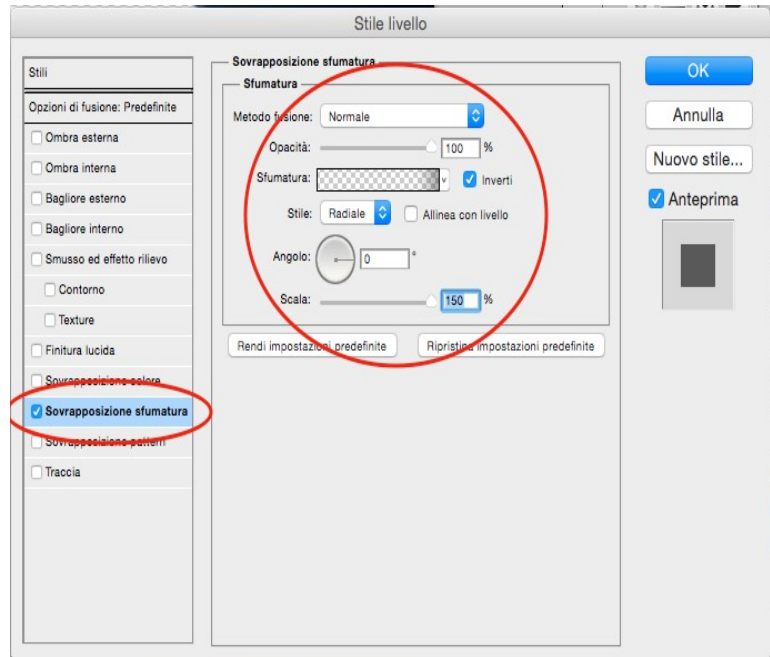 Stile livello
Stili
Opzioni di fusione: Predefinite
Ombra esterna
Ombra interna
Bagliore esterno
Bagliore interno
Smusso ed effetto rilievo
Contorno
Texture
Finitura lucida
Sovrapposizione colore
Sovrapposizione sfumatura
Sovrapposizione pattern
Traccia
Sovrapposizione sfumatura
Sfumatura
Metodo fusione: Normale
Opacità: 100 %
Sfumatura: Inverti
Stile: Radiale Allinea con livello
Angolo: 0 °
Scala: 150 %
Rendi impostazioni predefinite Ripristina impostazioni predefinite
OK
Annulla
Nuovo stile...
Anteprima